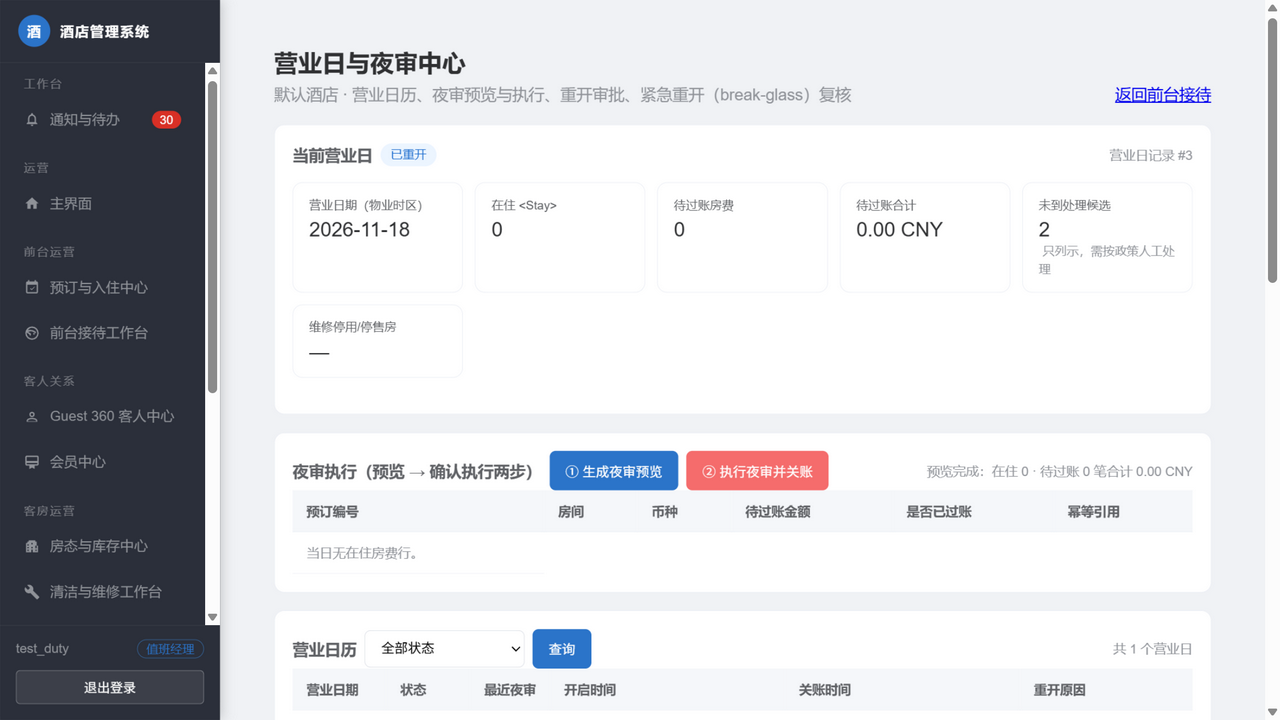 酒 酒店管理系统
工作台
通知与待办 30
运营
主界面
前台运营
预订与入住中心
前台接待工作台
客人关系
Guest 360 客人中心
会员中心
客房运营
房态与库存中心
清洁与维修工作台
test_duty 值班经理
退出登录
营业日与夜审中心
默认酒店 · 营业日历、夜审预览与执行、重开审批、紧急重开（break-glass）复核
返回前台接待
当前营业日 已重开 营业日记录 #3
营业日期（物业时区）
2026-11-18
在住 <Stay>
0
待过账房费
0
待过账合计
0.00 CNY
未到处理候选
2
只列示，需按政策人工处
理
维修停用/停售房
—
夜审执行（预览 → 确认执行两步） ① 生成夜审预览 ② 执行夜审并关账 预览完成：在住 0 · 待过账 0 笔合计 0.00 CNY
预订编号 房间 币种 待过账金额 是否已过账 幂等引用
当日无在住房费行。
营业日历 全部状态 查询 共 1 个营业日
营业日期 状态 最近夜审 开启时间 关账时间 重开原因